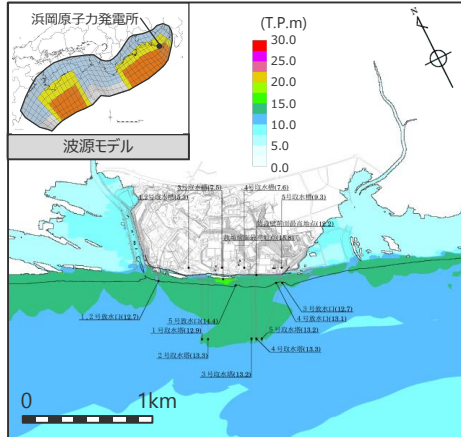 浜岡原子力発電所
波源モデル
(T.P.m)
30.0
25.0
20.0
15.0
10.0
5.0
0.0
N
3号取水槽(7.5)
4号取水槽(7.6)
5号取水槽(9.3)
1,2号放水口(12.7)
5号放水口(14.4)
1号取水塔(12.9)
2号取水塔(13.3)
3号取水塔(13.2)
3号放水口(12.7)
4号放水口(13.1)
5号取水塔(13.2)
4号取水塔(13.3)
0
1km